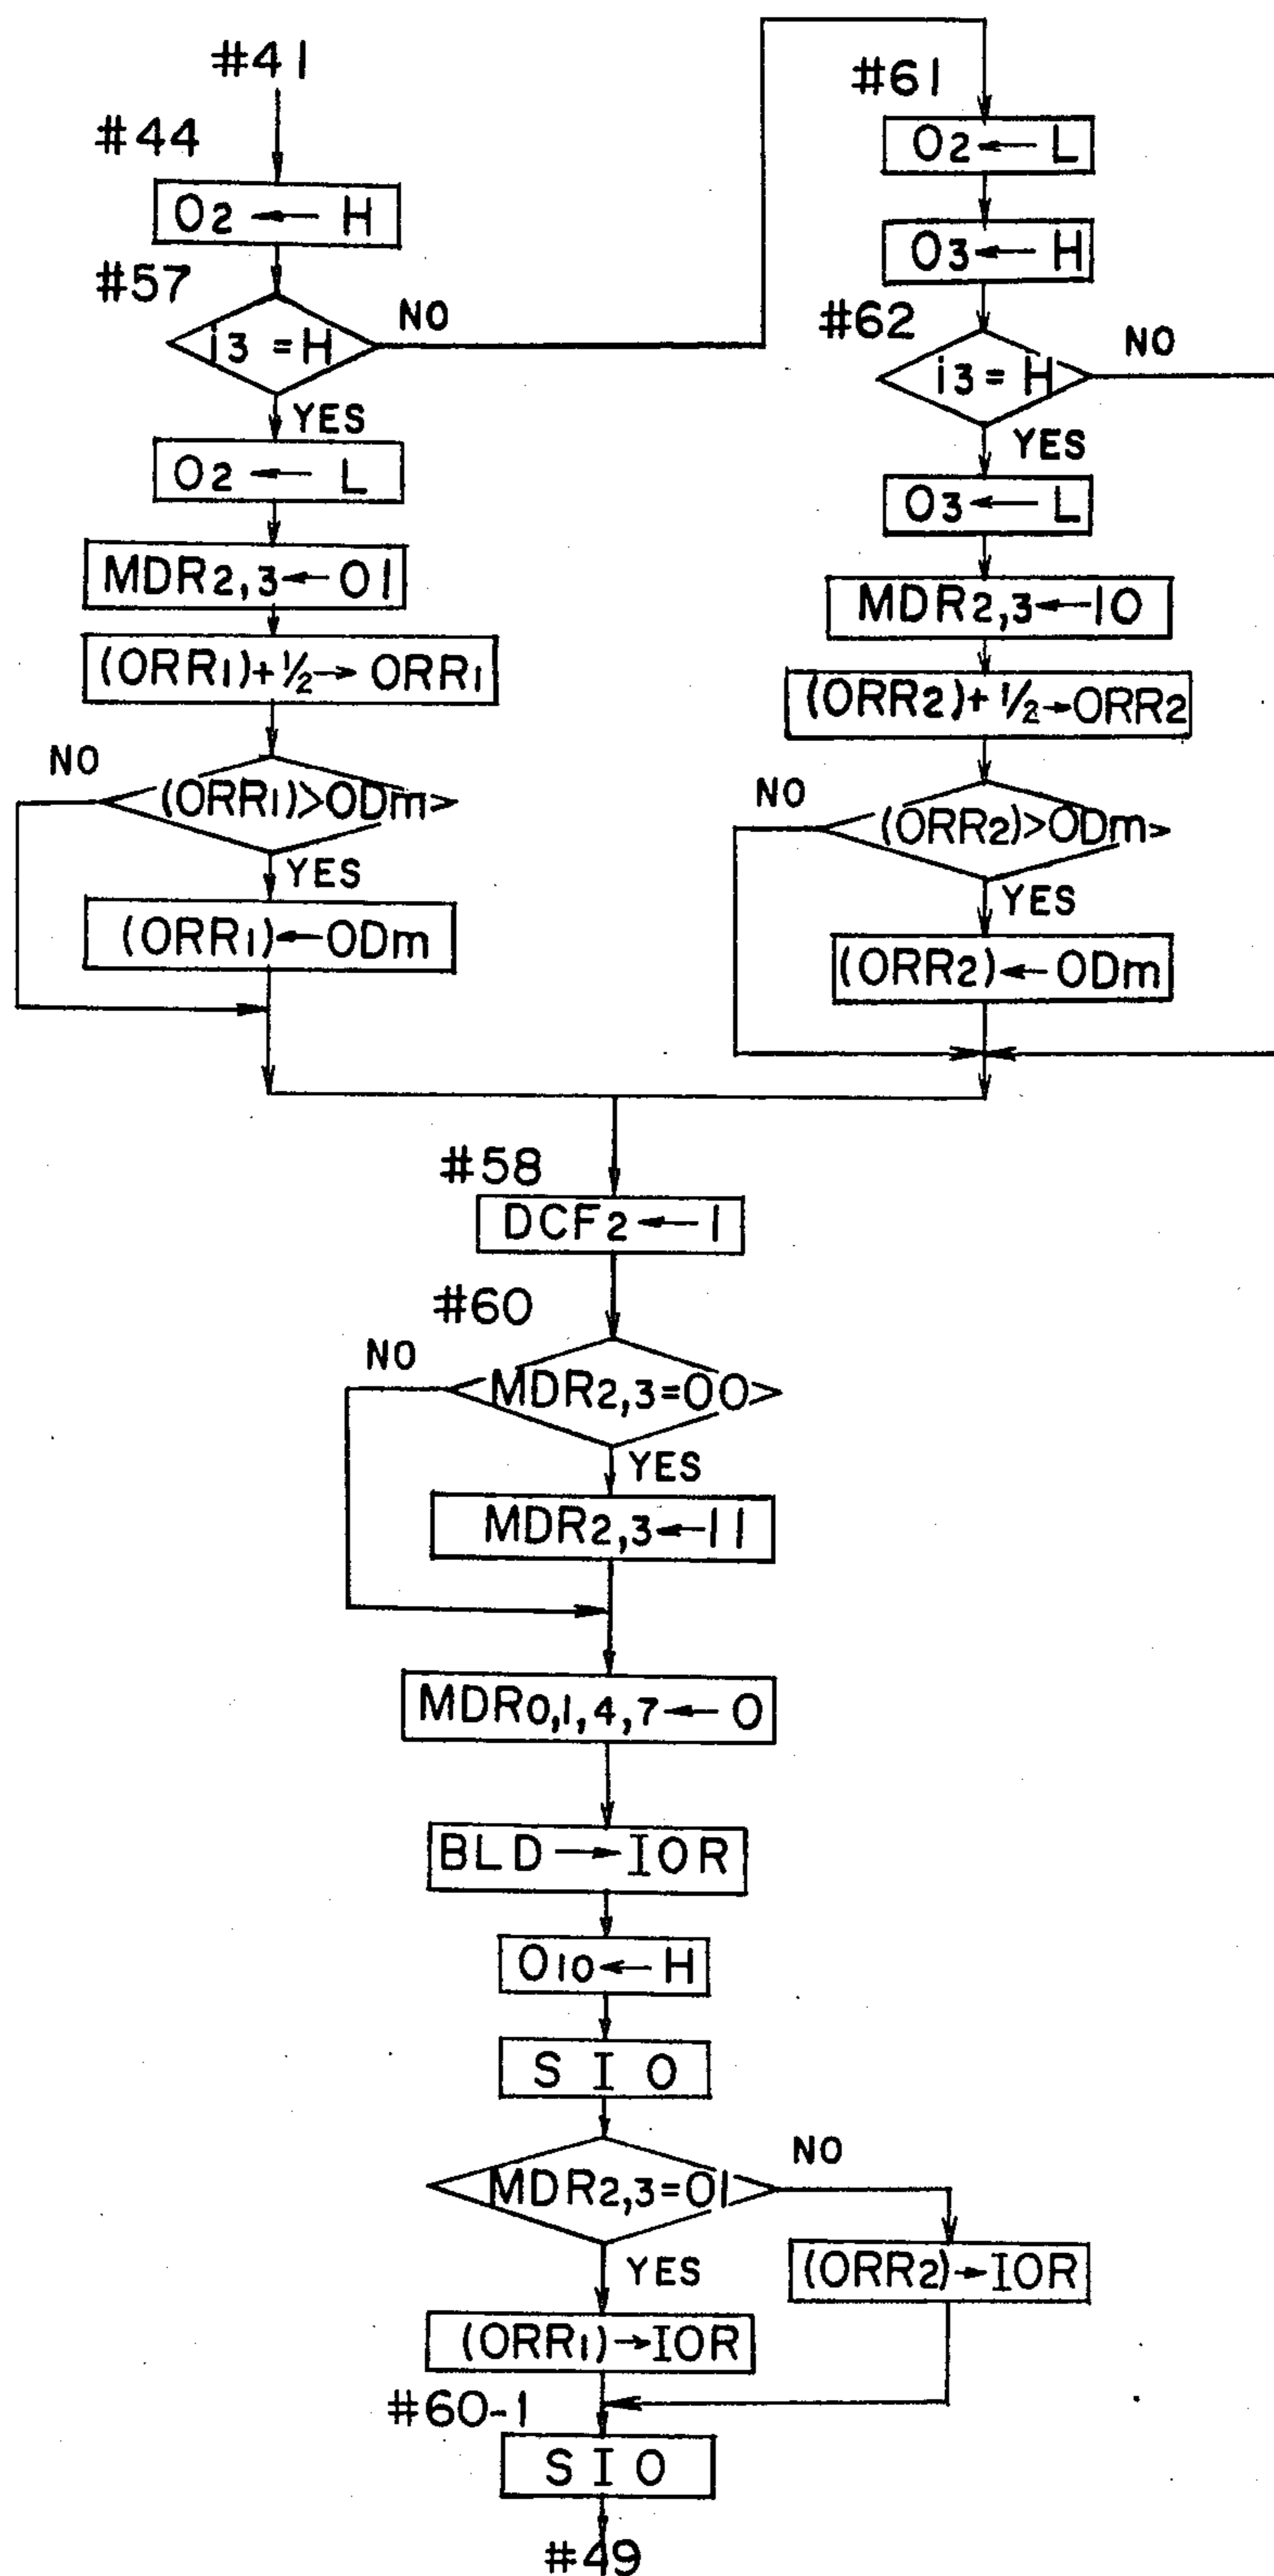 #41
#44
O2 ← H
#57
i3 = H
NO
YES
O2 ← L
MDR2,3 ← 01
(ORR1)+ ½ → ORR1
NO
(ORR1)>ODm
YES
(ORR1) ← ODm
#61
O2 ← L
O3 ← H
#62
i3 = H
NO
YES
O3 ← L
MDR2,3 ← 10
(ORR2)+ ½ → ORR2
NO
(ORR2)>ODm
YES
(ORR2) ← ODm
#58
DCF2 ← 1
#60
NO
MDR2,3=00
YES
MDR2,3 ← 11
MDR0,1,4,7 ← 0
BLD → IOR
O10 ← H
S I O
MDR2,3=01
NO
YES
(ORR2) → IOR
(ORR1) → IOR
#60-1
S I O
#49